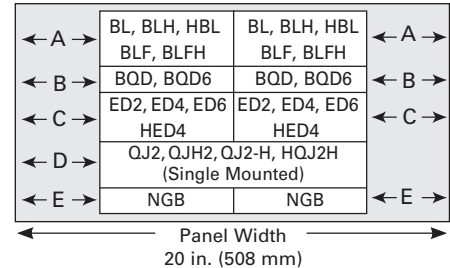 A BL, BLH, HBL BL, BLH, HBL A
BLF, BLFH BLF, BLFH
B BQD, BQD6 BQD, BQD6 B
C ED2, ED4, ED6 ED2, ED4, ED6 C
HED4 HED4
D QJ2, QJH2, QJ2-H, HQJ2H
(Single Mounted)
E NGB NGB E
Panel Width
20 in. (508 mm)